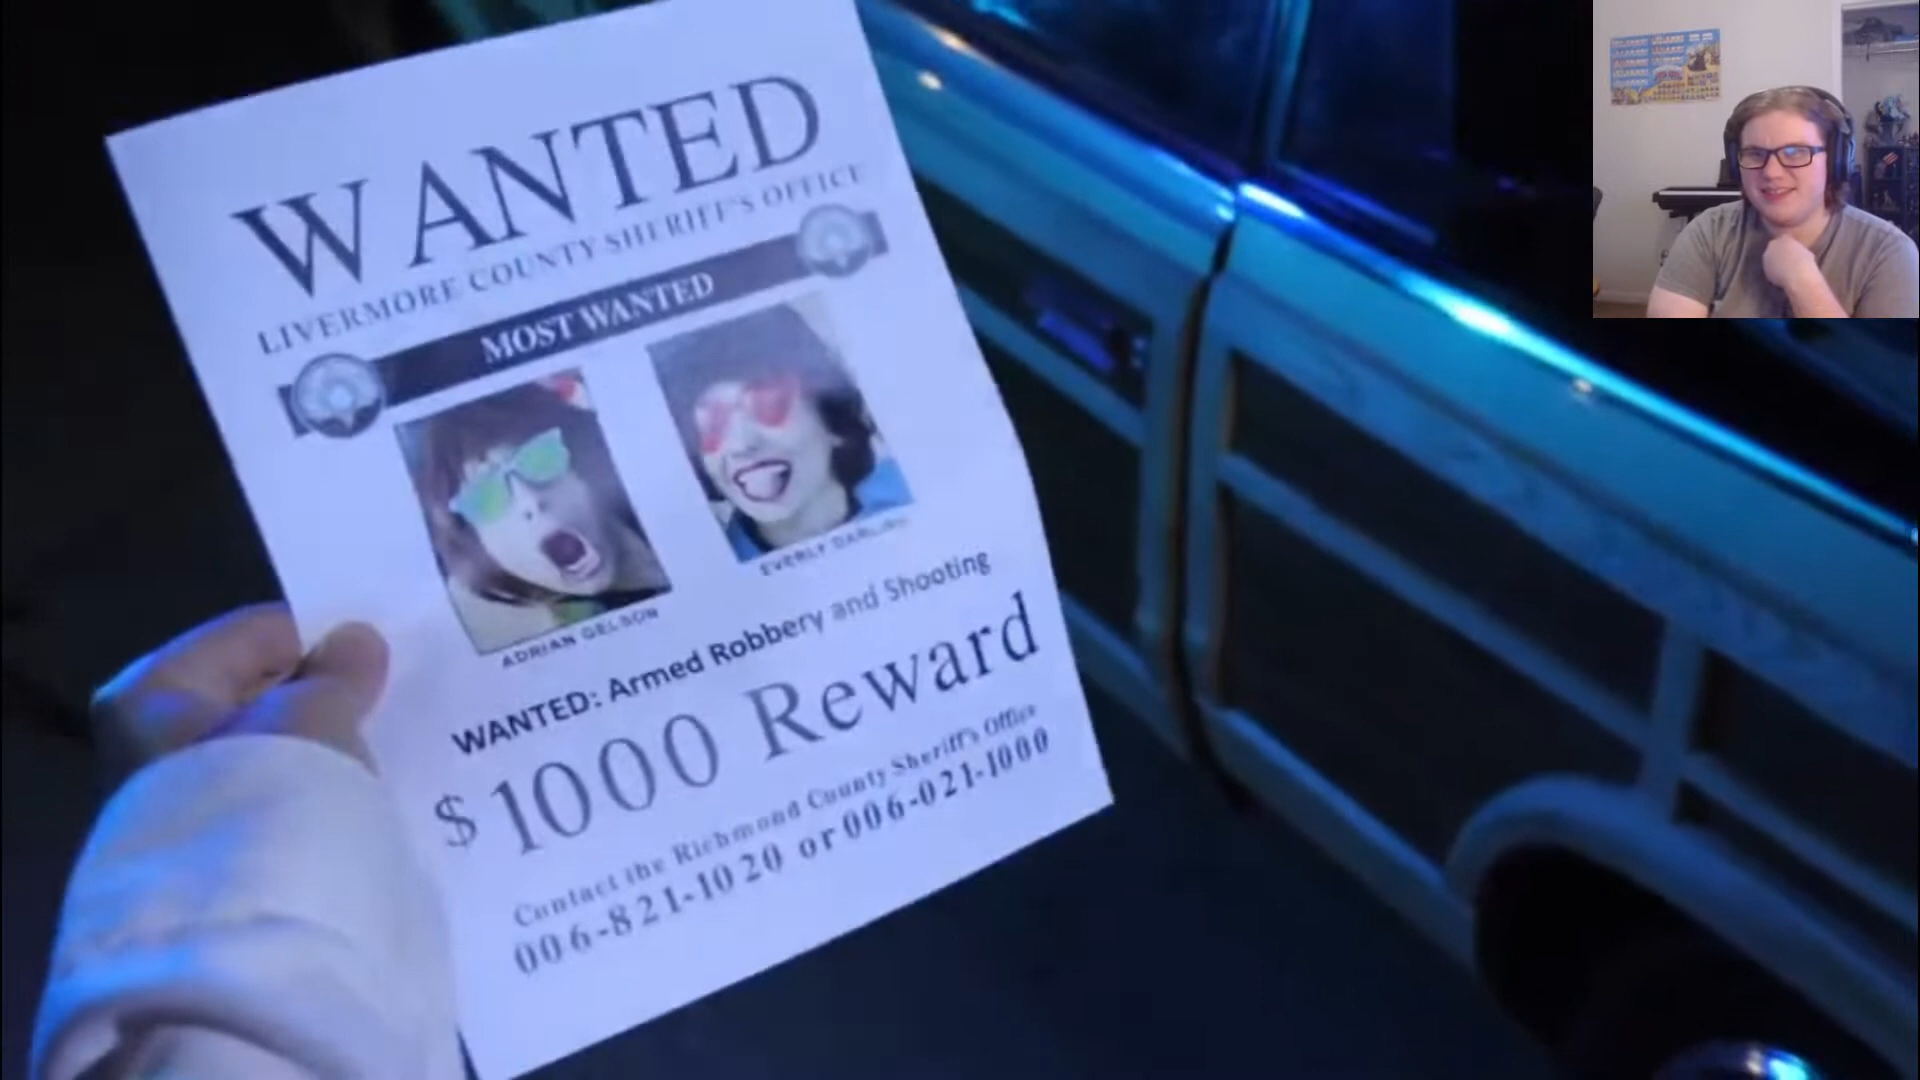 WANTED
LIVERMORE COUNTY SHERIFF'S OFFICE
MOST WANTED
ADRIAN GELSON
EVERLY
WANTED: Armed Robbery and Shooting
$1000 Reward
Contact the Richmond County Sheriff's Office
006-821-1020 or 006-021-1000